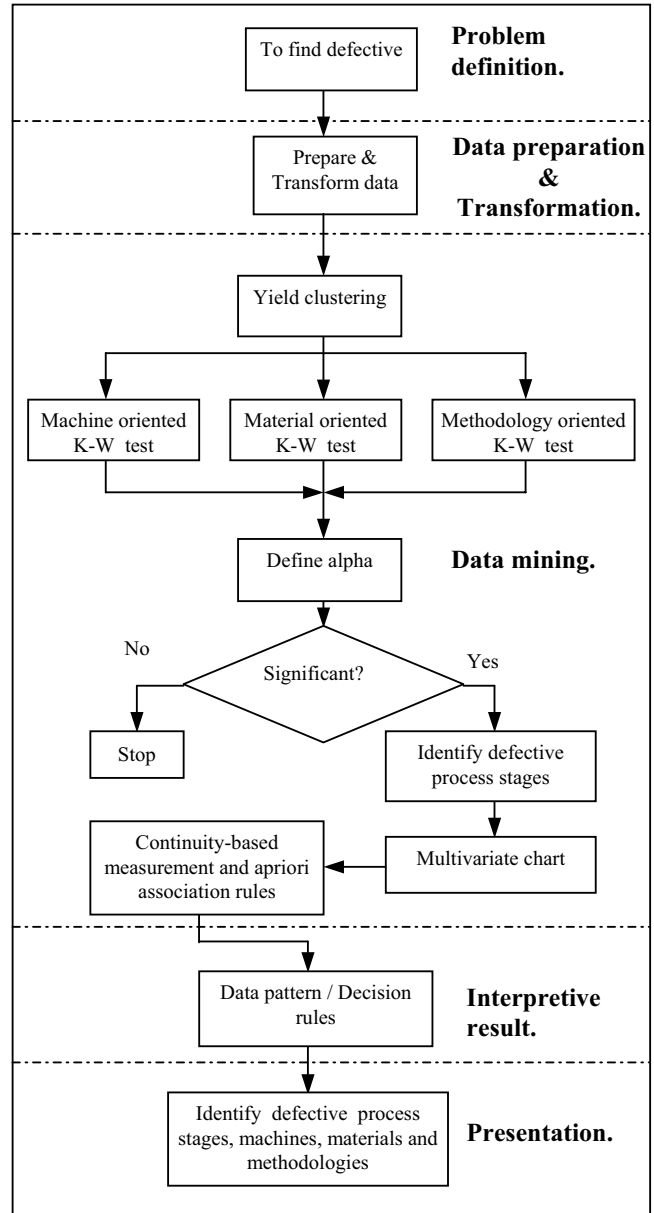 To find defective
Problem
definition.
Prepare &
Transform data
Data preparation
&
Transformation.
Yield clustering
Machine oriented
K-W test
Material oriented
K-W test
Methodology oriented
K-W test
Define alpha
Data mining.
No
Significant?
Yes
Stop
Identify defective
process stages
Continuity-based
measurement and apriori
association rules
Multivariate chart
Data pattern / Decision
rules
Interpretive
result.
Identify defective process
stages, machines, materials and
methodologies
Presentation.